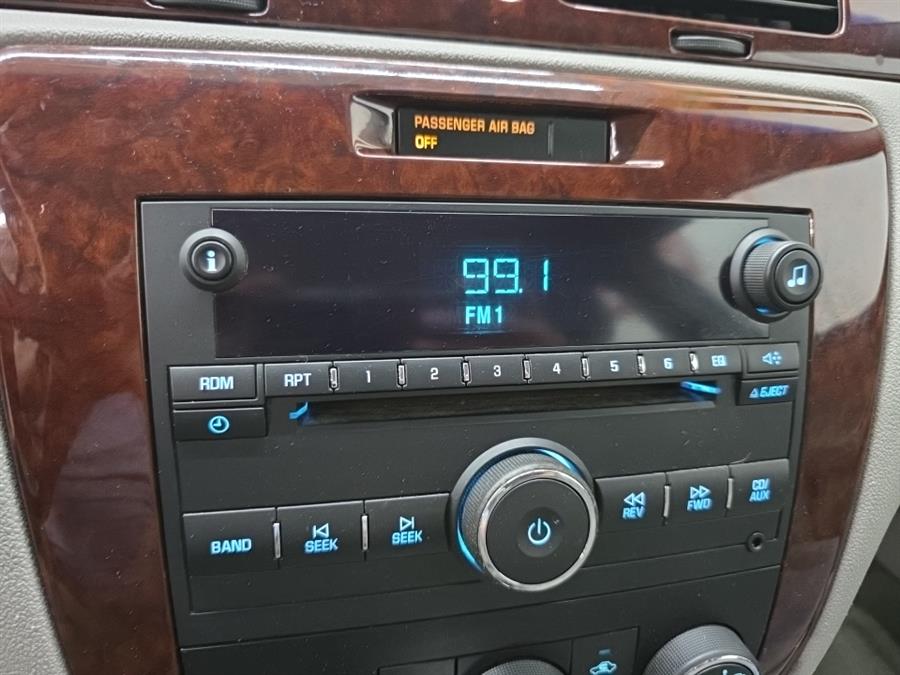 PASSENGER AIR BAG
OFF
i
99.1
FM1
RDM
RPT 1 2 3 4 5 6 EQ
EJECT
BAND
SEEK
SEEK
REV
FWD
CD/
AUX